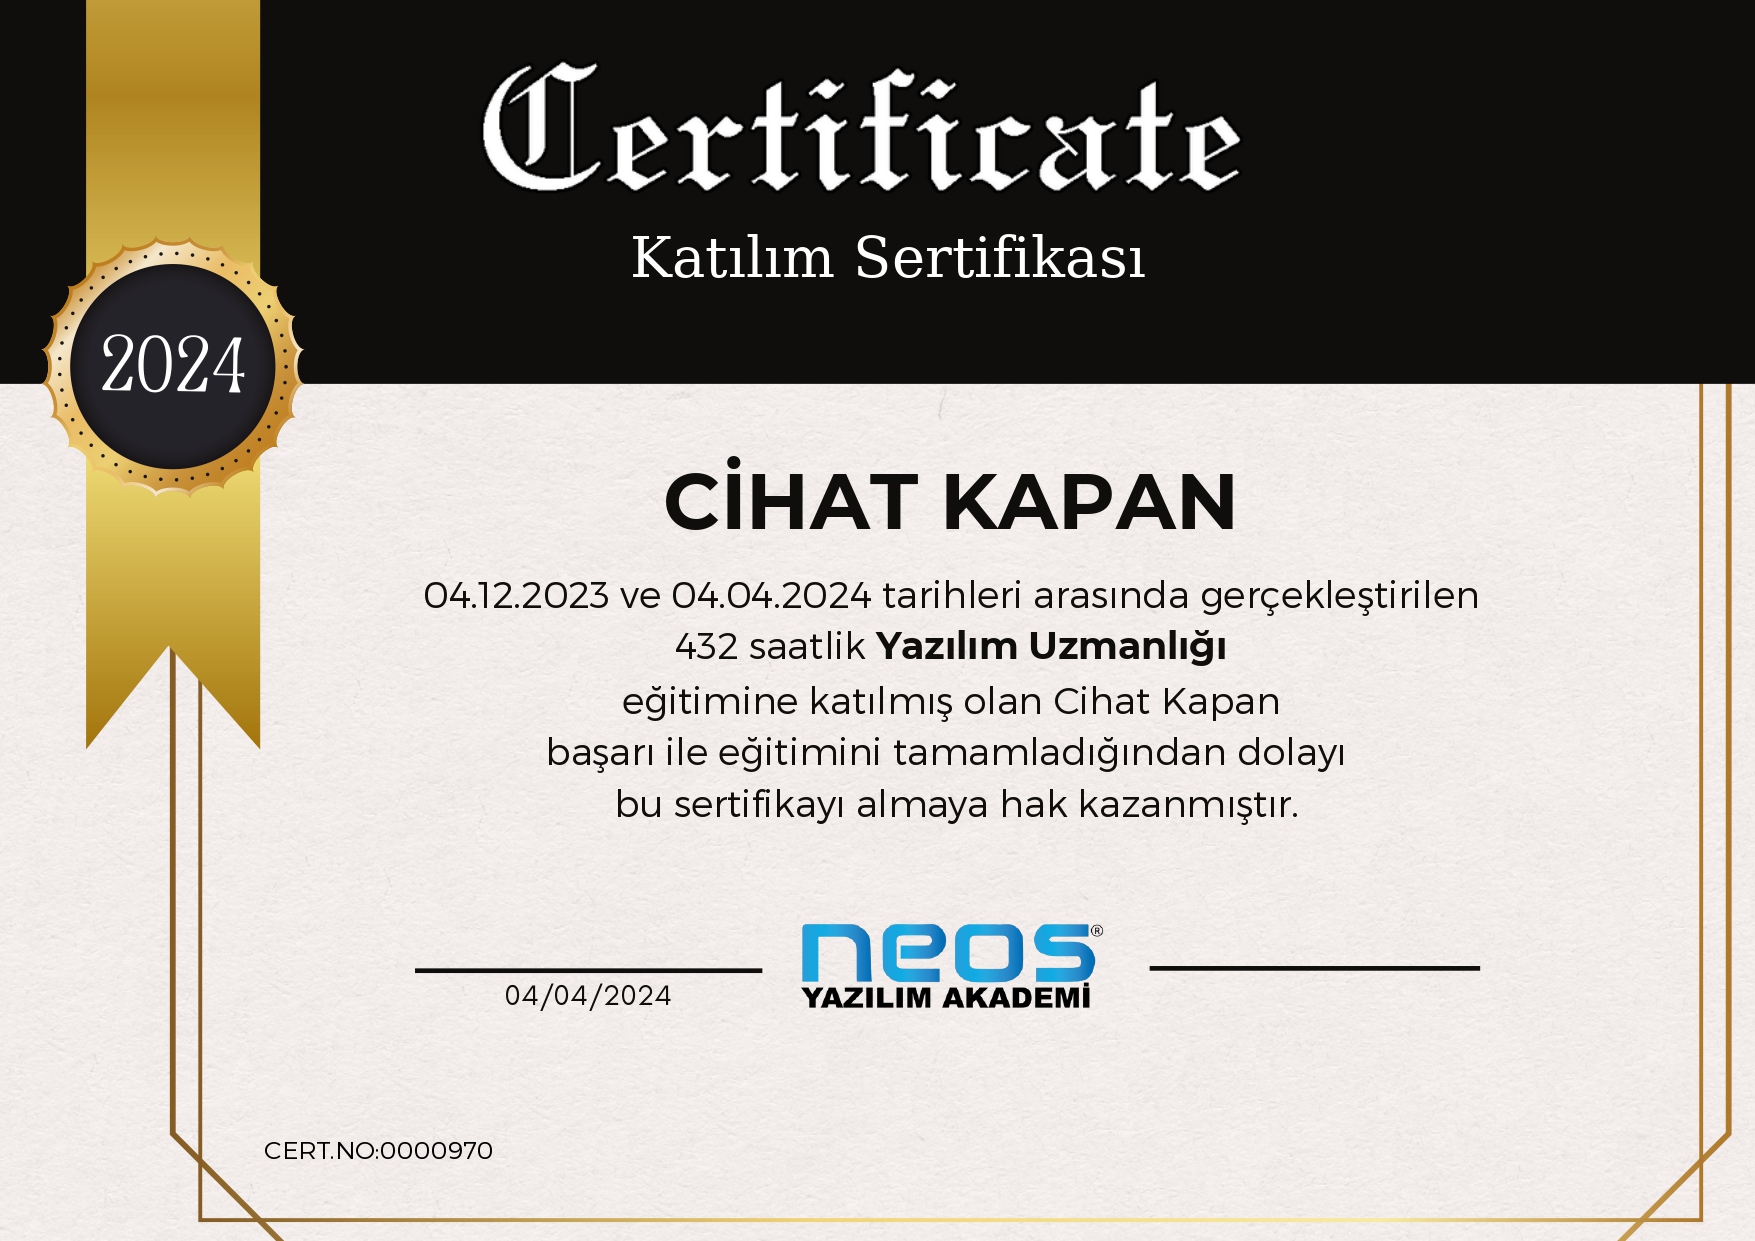 Certificate
Katılım Sertifikası
2024
CİHAT KAPAN
04.12.2023 ve 04.04.2024 tarihleri arasında gerçekleştirilen
432 saatlik Yazılım Uzmanlığı
eğitimine katılmış olan Cihat Kapan
başarı ile eğitimini tamamladığından dolayı
bu sertifikayı almaya hak kazanmıştır.
neos®
YAZILIM AKADEMİ
04/04/2024
CERT.NO:0000970